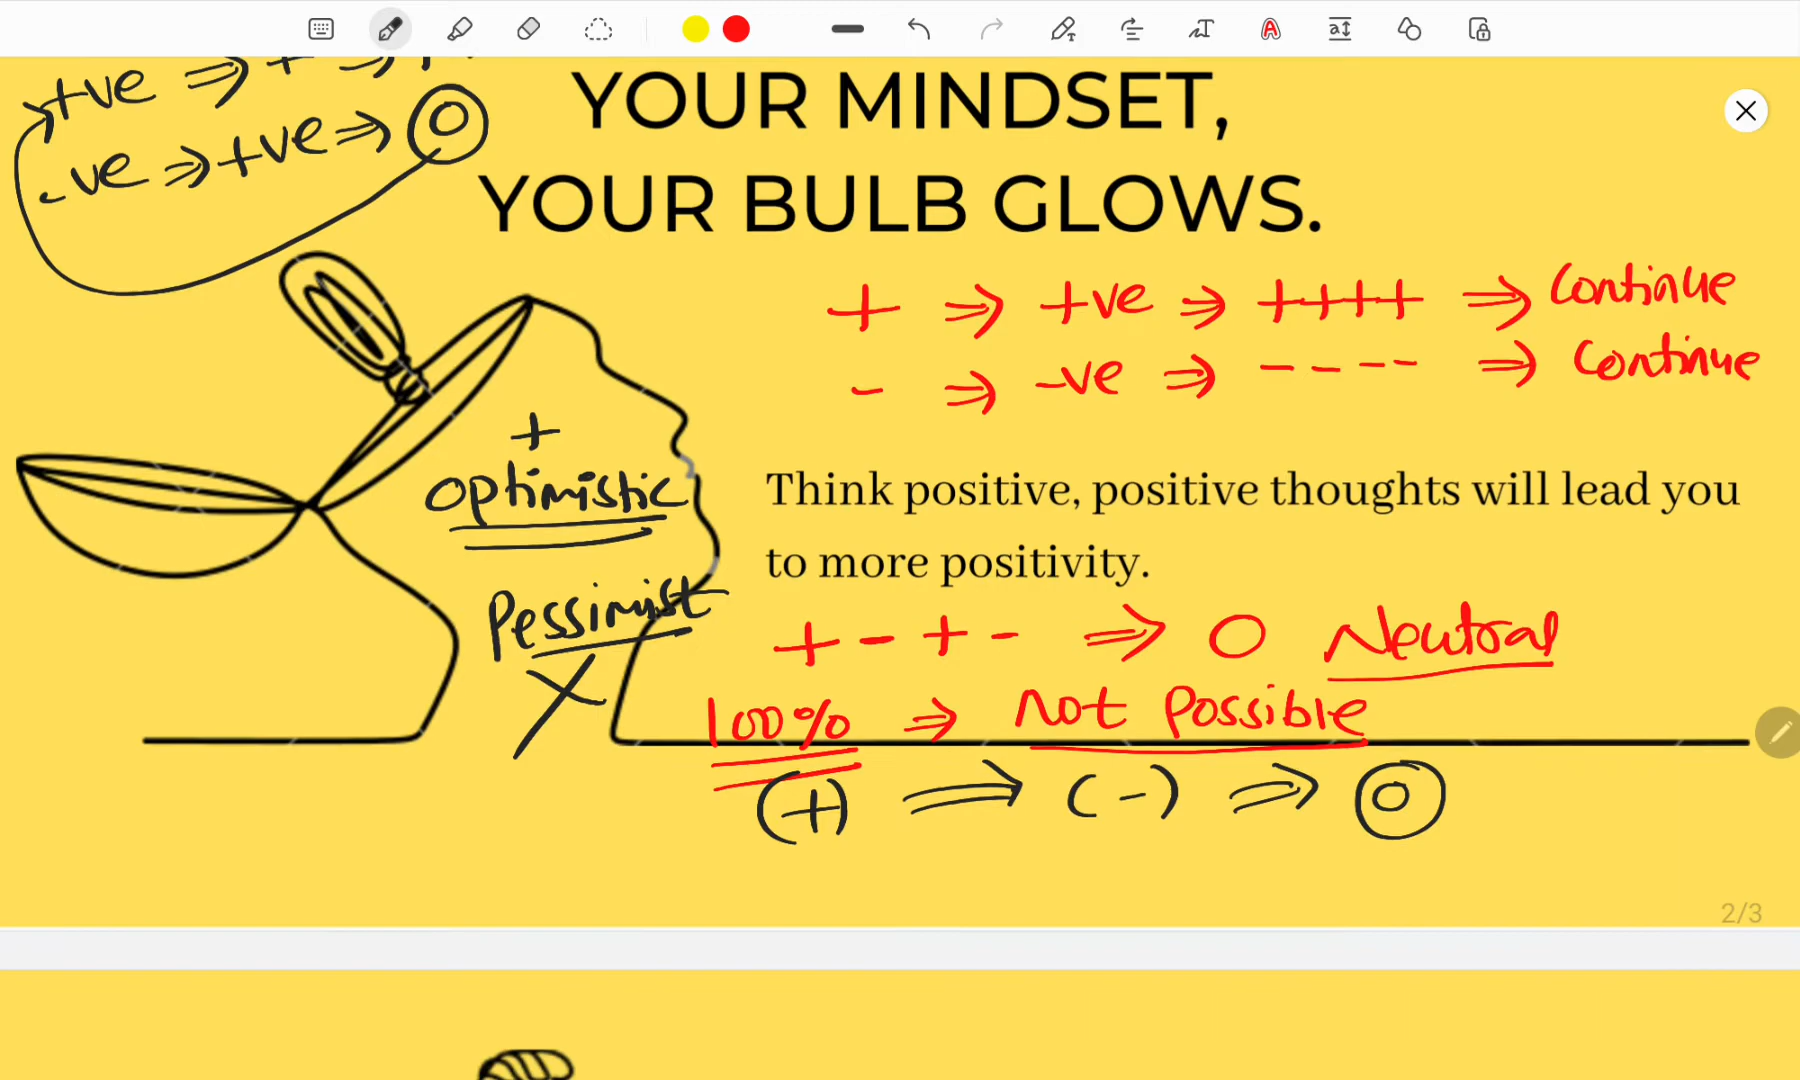 +ve ⇒ + ⇒
YOUR MINDSET,
-ve ⇒ +ve ⇒ 0
YOUR BULB GLOWS.
+ ⇒ +ve ⇒ ++++ ⇒ Continue
- ⇒ -ve ⇒ ---- ⇒ Continue
+
Optimistic
Think positive, positive thoughts will lead you
to more positivity.
Pessimist
+ - + - ⇒ 0 Neutral
100% ⇒ Not Possible
(+) ⇒ (-) ⇒ 0
2/3